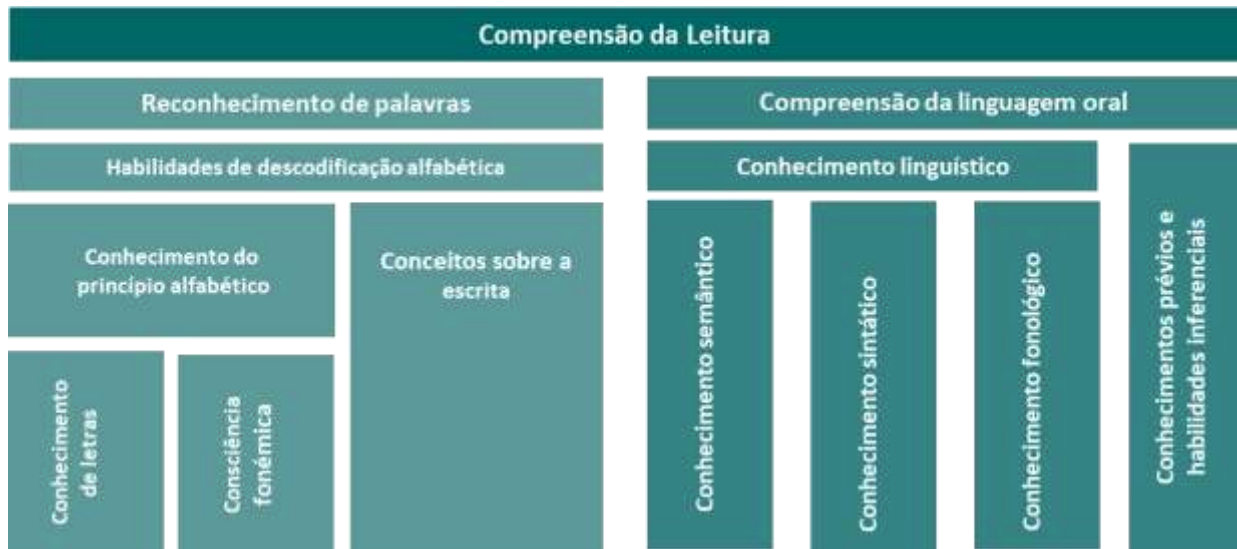 Compreensão da Leitura
Reconhecimento de palavras
Habilidades de descodificação alfabética
Conhecimento do
princípio alfabético
Conceitos sobre a
escrita
Conhecimento
de letras
Consciência
fonémica
Compreensão da linguagem oral
Conhecimento linguístico
Conhecimento semântico
Conhecimento sintático
Conhecimento fonológico
Conhecimentos prévios e
habilidades inferenciais